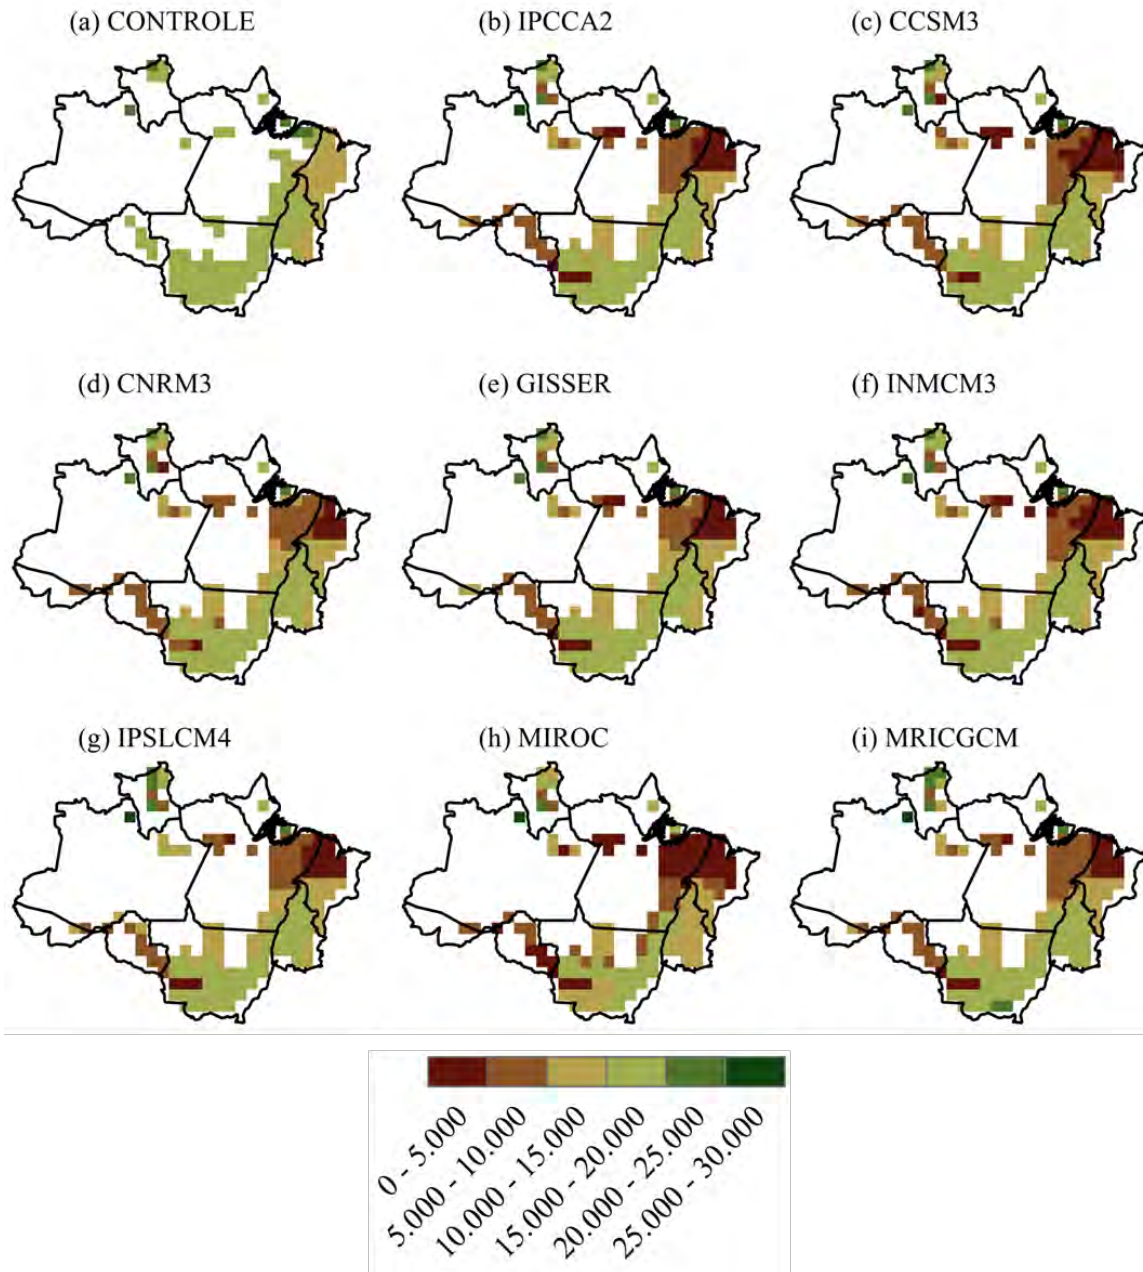 (a) CONTROLE
(b) IPCCA2
(c) CCSM3
(d) CNRM3
(e) GISSER
(f) INMCM3
(g) IPSLCM4
(h) MIROC
(i) MRICGCM
0 - 5.000
5.000 - 10.000
10.000 - 15.000
15.000 - 20.000
20.000 - 25.000
25.000 - 30.000